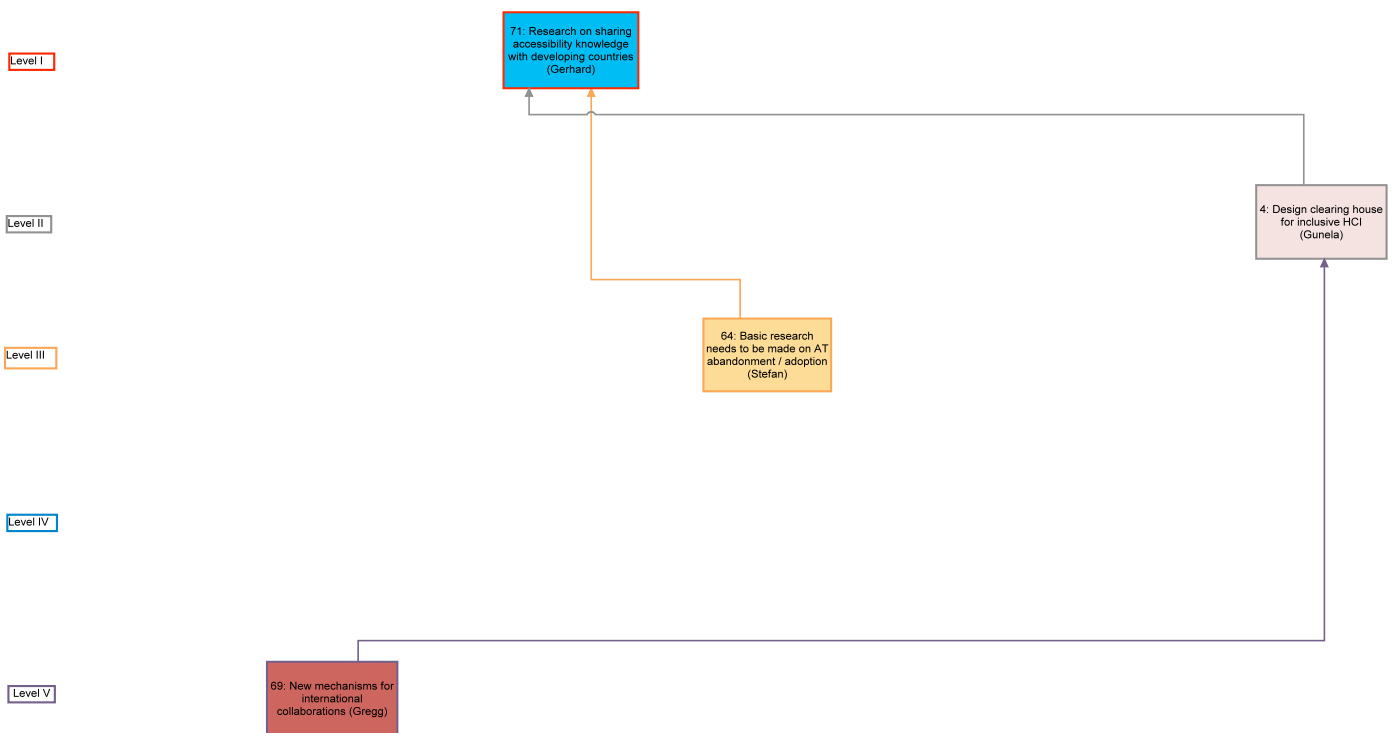 71: Research on sharing
accessibility knowledge
with developing countries
(Gerhard)
Level I
4: Design clearing house
for inclusive HCI
(Gunela)
Level II
64: Basic research
needs to be made on AT
abandonment / adoption
(Stefan)
Level III
Level IV
69: New mechanisms for
international
collaborations (Gregg)
Level V